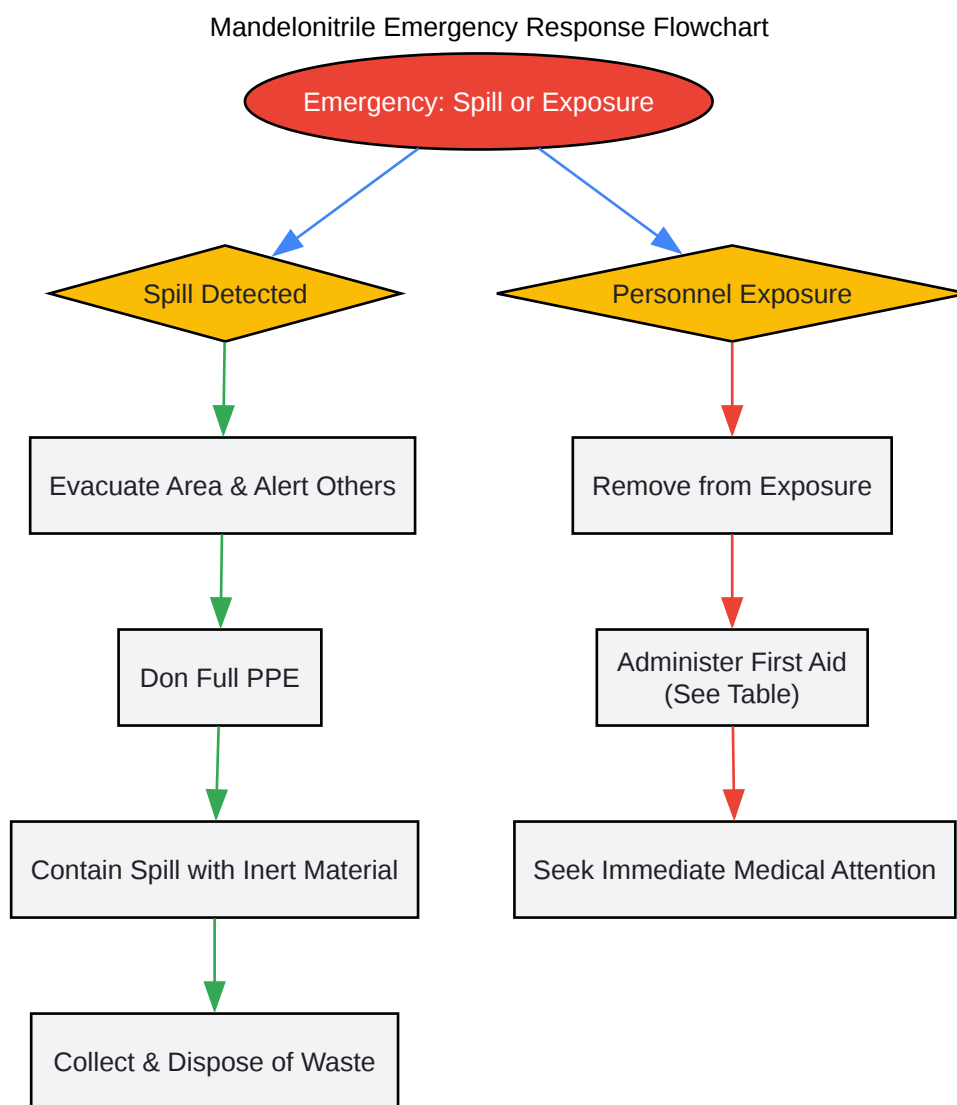 Mandelonitrile Emergency Response Flowchart
Emergency: Spill or Exposure
Spill Detected
Personnel Exposure
Evacuate Area & Alert Others
Remove from Exposure
Don Full PPE
Administer First Aid
(See Table)
Contain Spill with Inert Material
Seek Immediate Medical Attention
Collect & Dispose of Waste